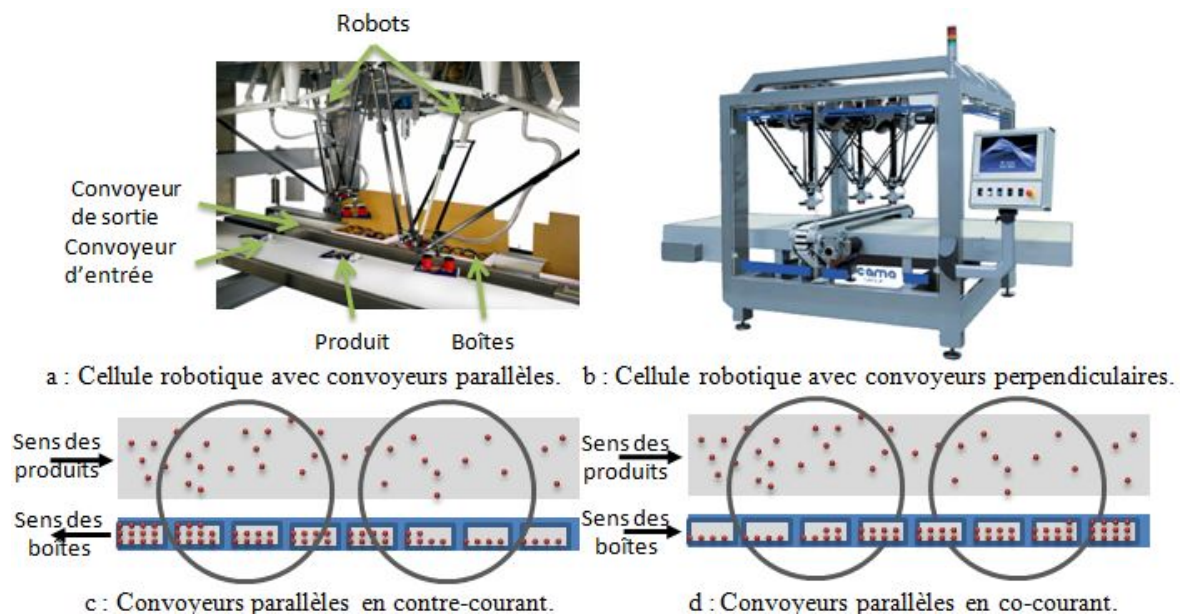 Robots
Convoyeur
de sortie
Convoyeur
d’entrée
Produit
Boîtes
cama
a : Cellule robotique avec convoyeurs parallèles.
b : Cellule robotique avec convoyeurs perpendiculaires.
Sens des
produits
Sens des
boîtes
c : Convoyeurs parallèles en contre-courant.
Sens des
produits
Sens des
boîtes
d : Convoyeurs parallèles en co-courant.